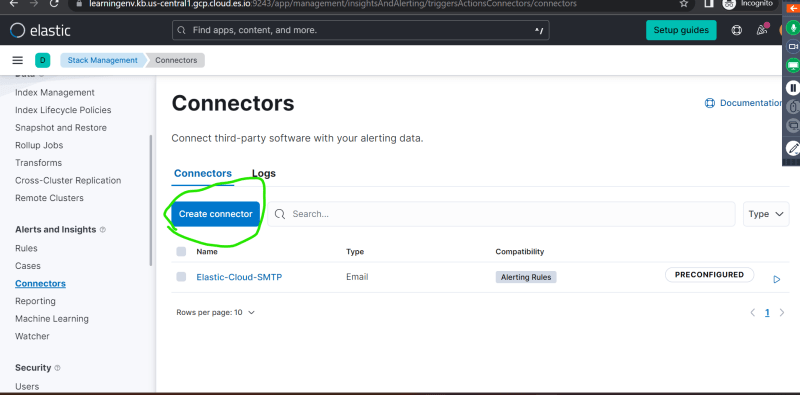 learningenv.kb.us-central1.gcp.cloud.es.io:9243/app/management/insightsAndAlerting/triggersActionsConnectors/connectors
Incognito
elastic
Find apps, content, and more.
^/
Setup guides
D
Stack Management
Connectors
Data
Index Management
Index Lifecycle Policies
Snapshot and Restore
Rollup Jobs
Transforms
Cross-Cluster Replication
Remote Clusters
Alerts and Insights
Rules
Cases
Connectors
Reporting
Machine Learning
Watcher
Security
Users
Connectors
Documentation
Connect third-party software with your alerting data.
Connectors Logs
Create connector
Search...
Type
Name Type Compatibility
Elastic-Cloud-SMTP Email Alerting Rules PRECONFIGURED
Rows per page: 10
1